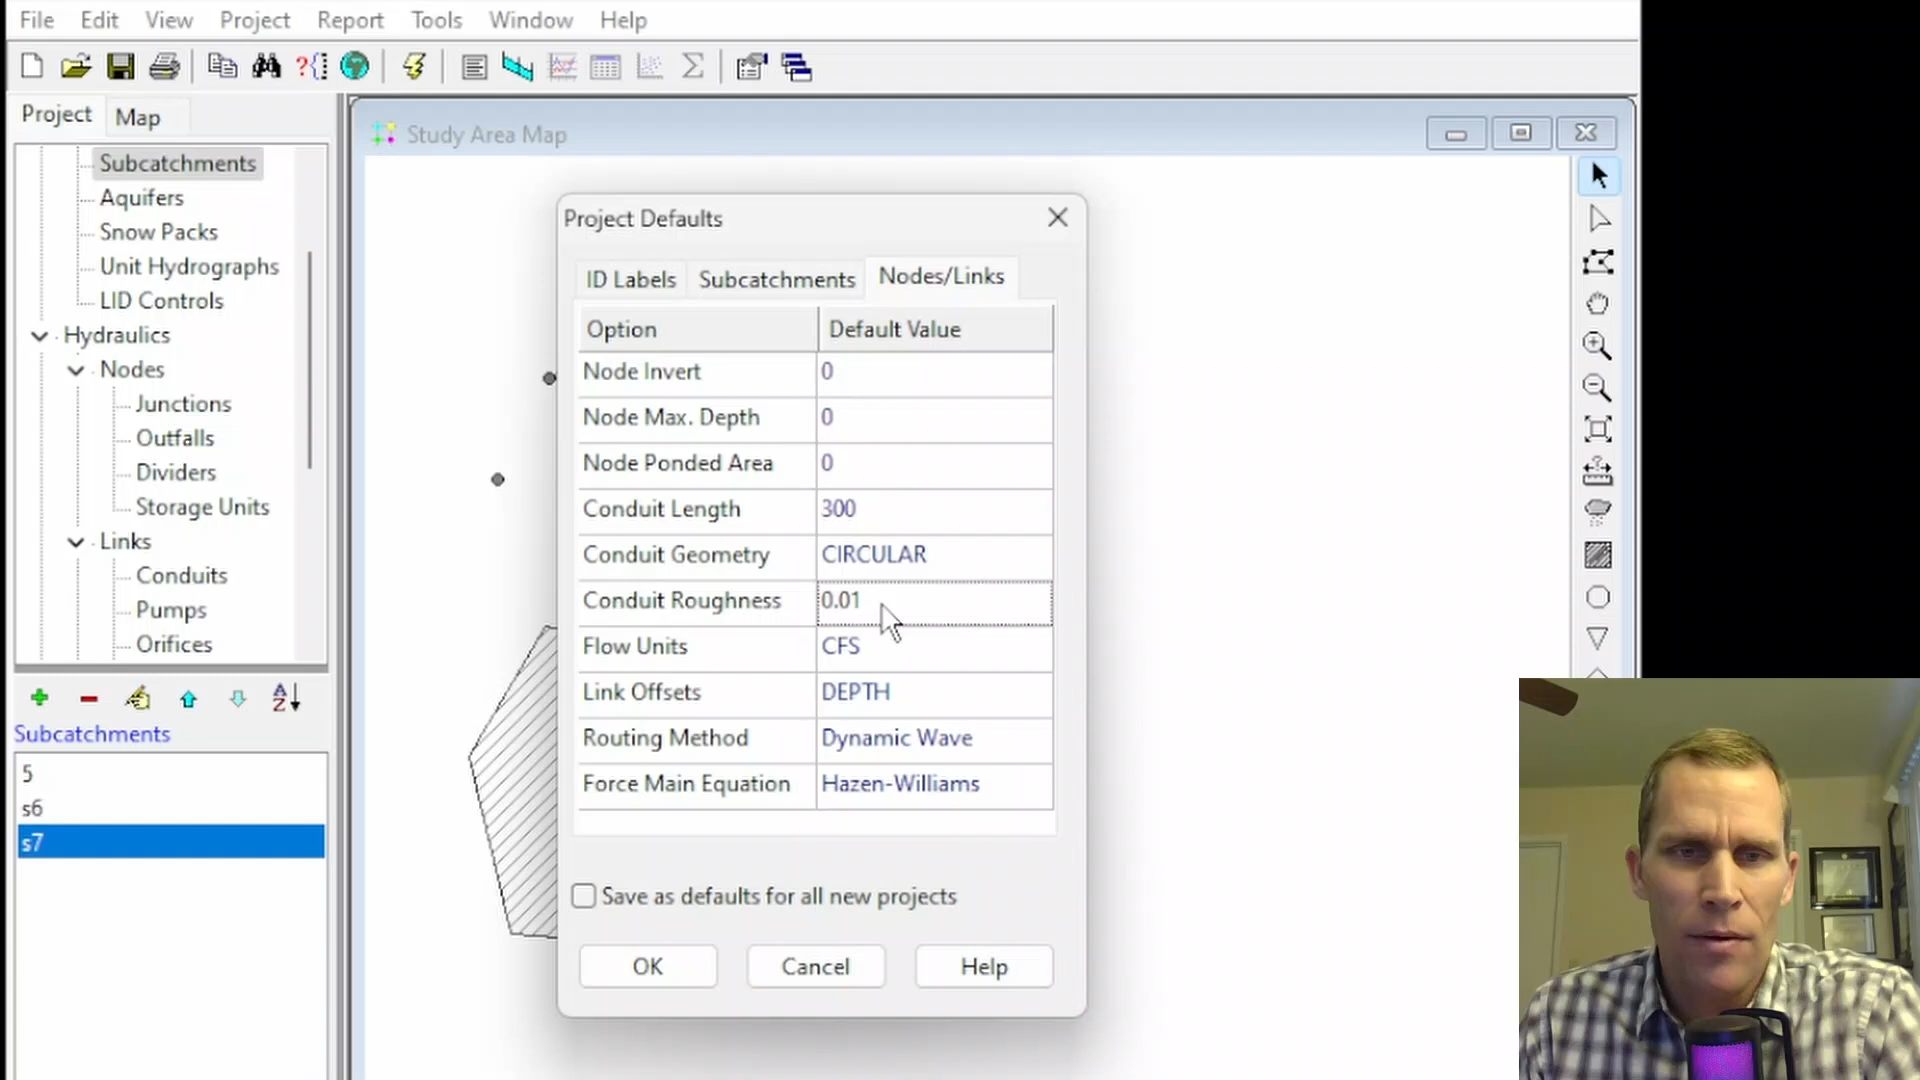 File Edit View Project Report Tools Window Help
Project Map
Subcatchments
Aquifers
Snow Packs
Unit Hydrographs
LID Controls
Hydraulics
Nodes
Junctions
Outfalls
Dividers
Storage Units
Links
Conduits
Pumps
Orifices
Subcatchments
5
s6
s7
Study Area Map
Project Defaults
ID Labels Subcatchments Nodes/Links
Option Default Value
Node Invert 0
Node Max. Depth 0
Node Ponded Area 0
Conduit Length 300
Conduit Geometry CIRCULAR
Conduit Roughness 0.01
Flow Units CFS
Link Offsets DEPTH
Routing Method Dynamic Wave
Force Main Equation Hazen-Williams
Save as defaults for all new projects
OK Cancel Help